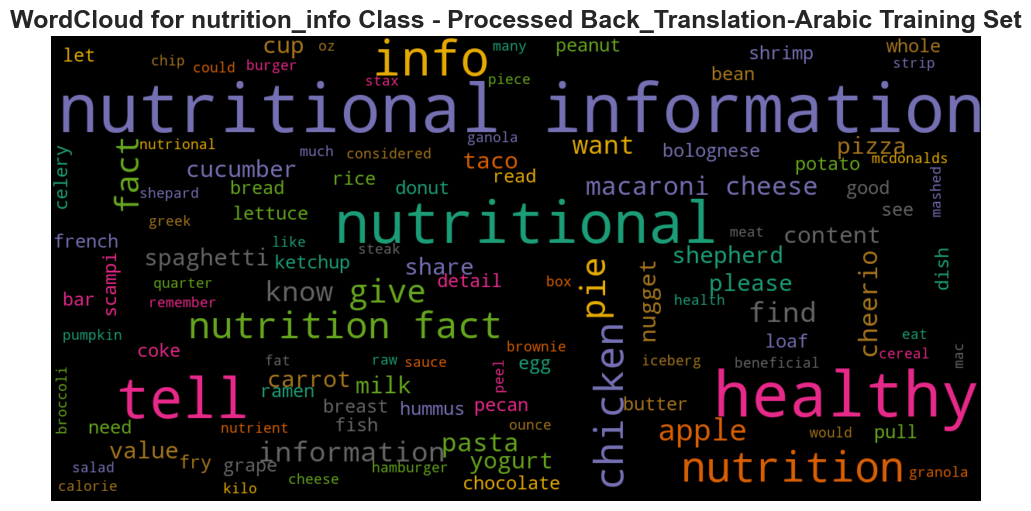 WordCloud for nutrition_info Class - Processed Back_Translation-Arabic Training Set
let
chip
could
cup
oz
burger
info
stax
many
piece
peanut
shrimp
bean
whole
strip
nutritional information
celery
fact
nutrional
cucumber
shepard
bread
much
considered
rice
donut
ganola
taco
read
want
bolognese
macaroni cheese
pizza
potato
mcdonalds
good
mashed
see
greek
lettuce
nutritional
meat
content
french
scampi
spaghetti
like
ketchup
steak
share
shepherd
please
dish
bar
quarter
remember
know
give
detail
box
pie
nugget
health
find
cheerio
pumpkin
nutrition fact
coke
fat
raw
sauce
brownie
egg
chicken
iceberg
loaf
beneficial
eat
cereal
mac
broccoli
tell
carrot
ramen
milk
peel
breast
hummus
pecan
butter
healthy
need
nutrient
fish
ounce
apple
would
pull
value
fry
information
pasta
salad
grape
hamburger
yogurt
nutrition
granola
calorie
kilo
cheese
chocolate